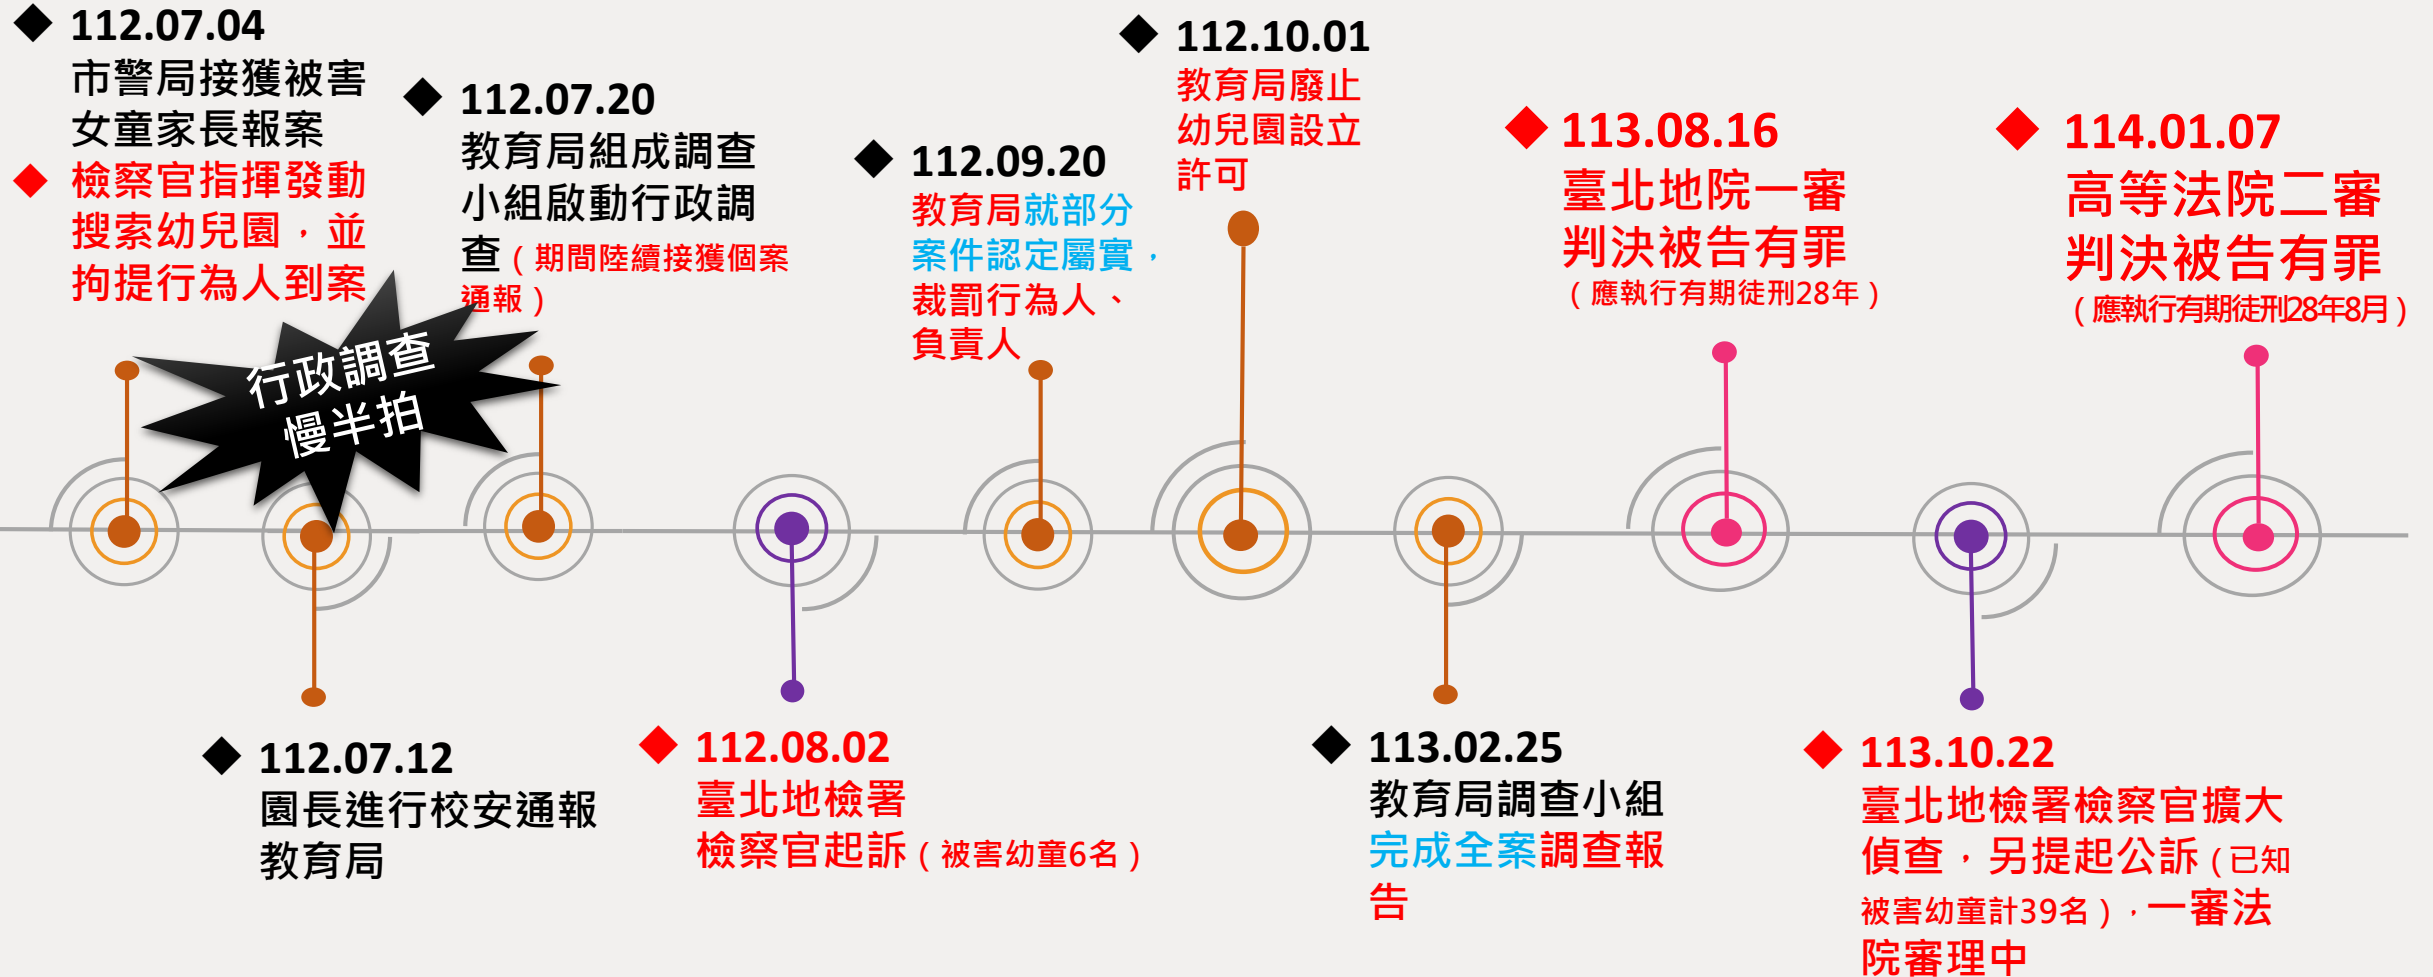 112.07.04
市警局接獲被害
女童家長報案
檢察官指揮發動
搜索幼兒園，並
拘提行為人到案
行政調查
慢半拍
112.07.12
園長進行校安通報
教育局
112.07.20
教育局組成調查
小組啟動行政調
查（期間陸續接獲個案
通報）
112.08.02
臺北地檢署
檢察官起訴（被害幼童6名）
112.09.20
教育局就部分
案件認定屬實，
裁罰行為人、
負責人
112.10.01
教育局廢止
幼兒園設立
許可
113.02.25
教育局調查小組
完成全案調查報
告
113.08.16
臺北地院一審
判決被告有罪
（應執行有期徒刑28年）
113.10.22
臺北地檢署檢察官擴大
偵查，另提起公訴（已知
被害幼童計39名），一審法
院審理中
114.01.07
高等法院二審
判決被告有罪
（應執行有期徒刑28年8月）